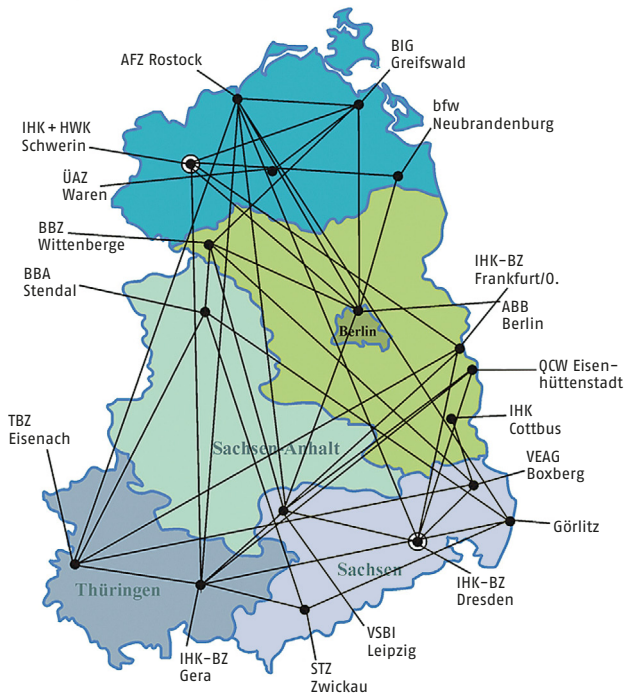 AFZ Rostock
BIG
Greifswald
bfw
Neubrandenburg
IHK+HWK
Schwerin
ÜAZ
Waren
BBZ
Wittenberge
BBA
Stendal
IHK-BZ
Frankfurt/O.
ABB
Berlin
Berlin
QCW Eisen-
hüttenstadt
IHK
Cottbus
TBZ
Eisenach
Sachsen-Anhalt
VEAG
Boxberg
Görlitz
Thüringen
Sachsen
IHK-BZ
Dresden
IHK-BZ
Gera
STZ
Zwickau
VSBI
Leipzig